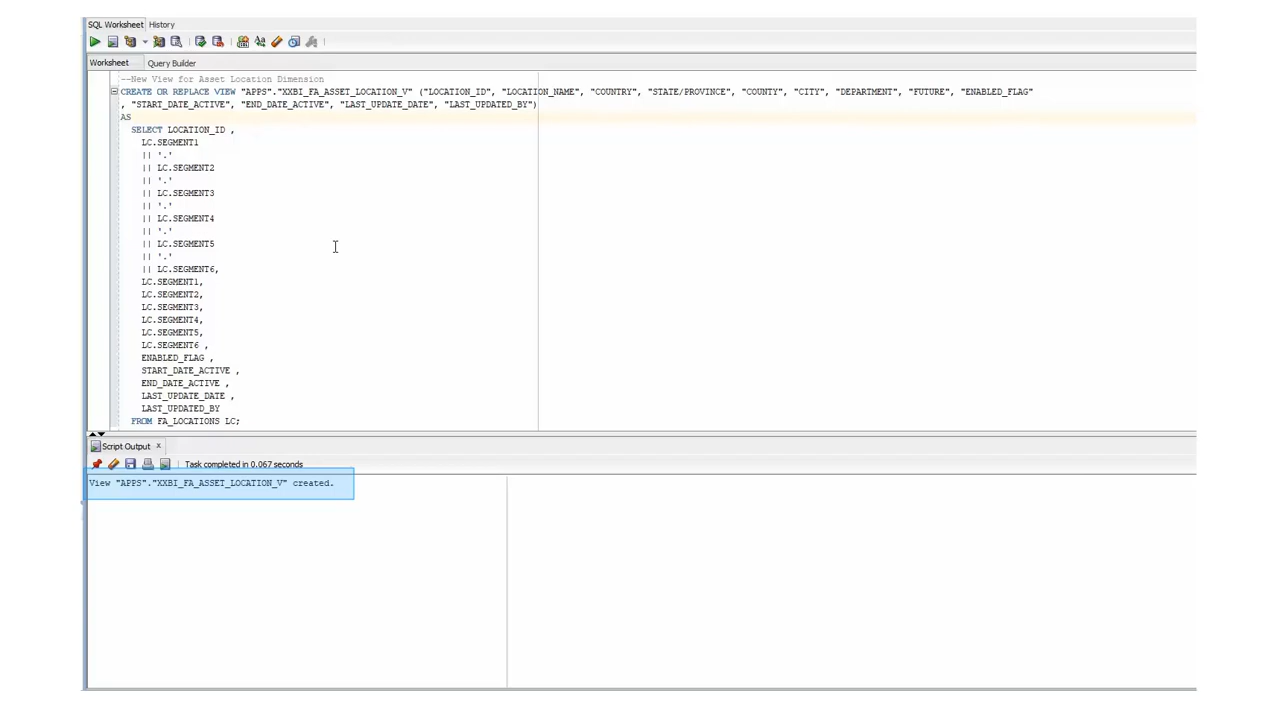 SQL Worksheet History
Worksheet Query Builder
--New View for Asset Location Dimension
CREATE OR REPLACE VIEW "APPS"."XXBI_FA_ASSET_LOCATION_V" ("LOCATION_ID", "LOCATION_NAME", "COUNTRY", "STATE/PROVINCE", "COUNTY", "CITY", "DEPARTMENT", "FUTURE", "ENABLED_FLAG"
, "START_DATE_ACTIVE", "END_DATE_ACTIVE", "LAST_UPDATE_DATE", "LAST_UPDATED_BY")
AS
SELECT LOCATION_ID ,
LC.SEGMENT1
|| '.'
|| LC.SEGMENT2
|| '.'
|| LC.SEGMENT3
|| '.'
|| LC.SEGMENT4
|| '.'
|| LC.SEGMENT5
|| '.'
|| LC.SEGMENT6,
LC.SEGMENT1,
LC.SEGMENT2,
LC.SEGMENT3,
LC.SEGMENT4,
LC.SEGMENT5,
LC.SEGMENT6 ,
ENABLED_FLAG ,
START_DATE_ACTIVE ,
END_DATE_ACTIVE ,
LAST_UPDATE_DATE ,
LAST_UPDATED_BY
FROM FA_LOCATIONS LC;
Script Output x
Task completed in 0.067 seconds
View "APPS"."XXBI_FA_ASSET_LOCATION_V" created.